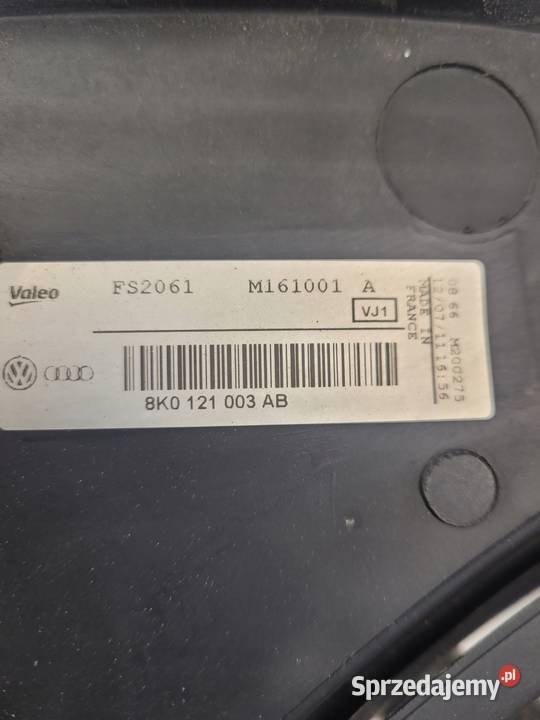 Valeo
FS2061 M161001 A
VJ1
8K0 121 003 AB
MADE IN
FRANCE
08 66 M200275
12/07/11 16:56
Sprzedajemy.pl